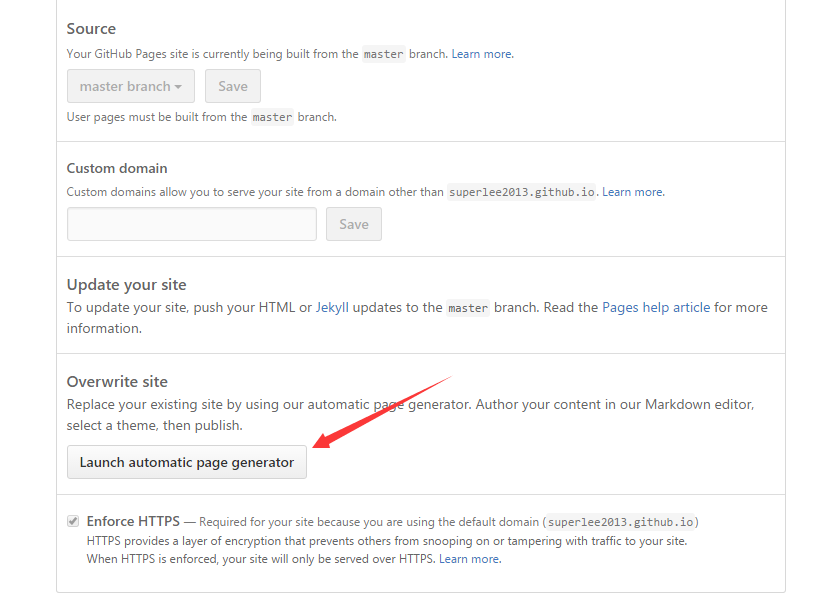 Source
Your GitHub Pages site is currently being built from the master branch. Learn more.
master branch Save
User pages must be built from the master branch.
Custom domain
Custom domains allow you to serve your site from a domain other than superlee2013.github.io. Learn more.
Save
Update your site
To update your site, push your HTML or Jekyll updates to the master branch. Read the Pages help article for more
information.
Overwrite site
Replace your existing site by using our automatic page generator. Author your content in our Markdown editor,
select a theme, then publish.
Launch automatic page generator
Enforce HTTPS — Required for your site because you are using the default domain (superlee2013.github.io)
HTTPS provides a layer of encryption that prevents others from snooping on or tampering with traffic to your site.
When HTTPS is enforced, your site will only be served over HTTPS. Learn more.